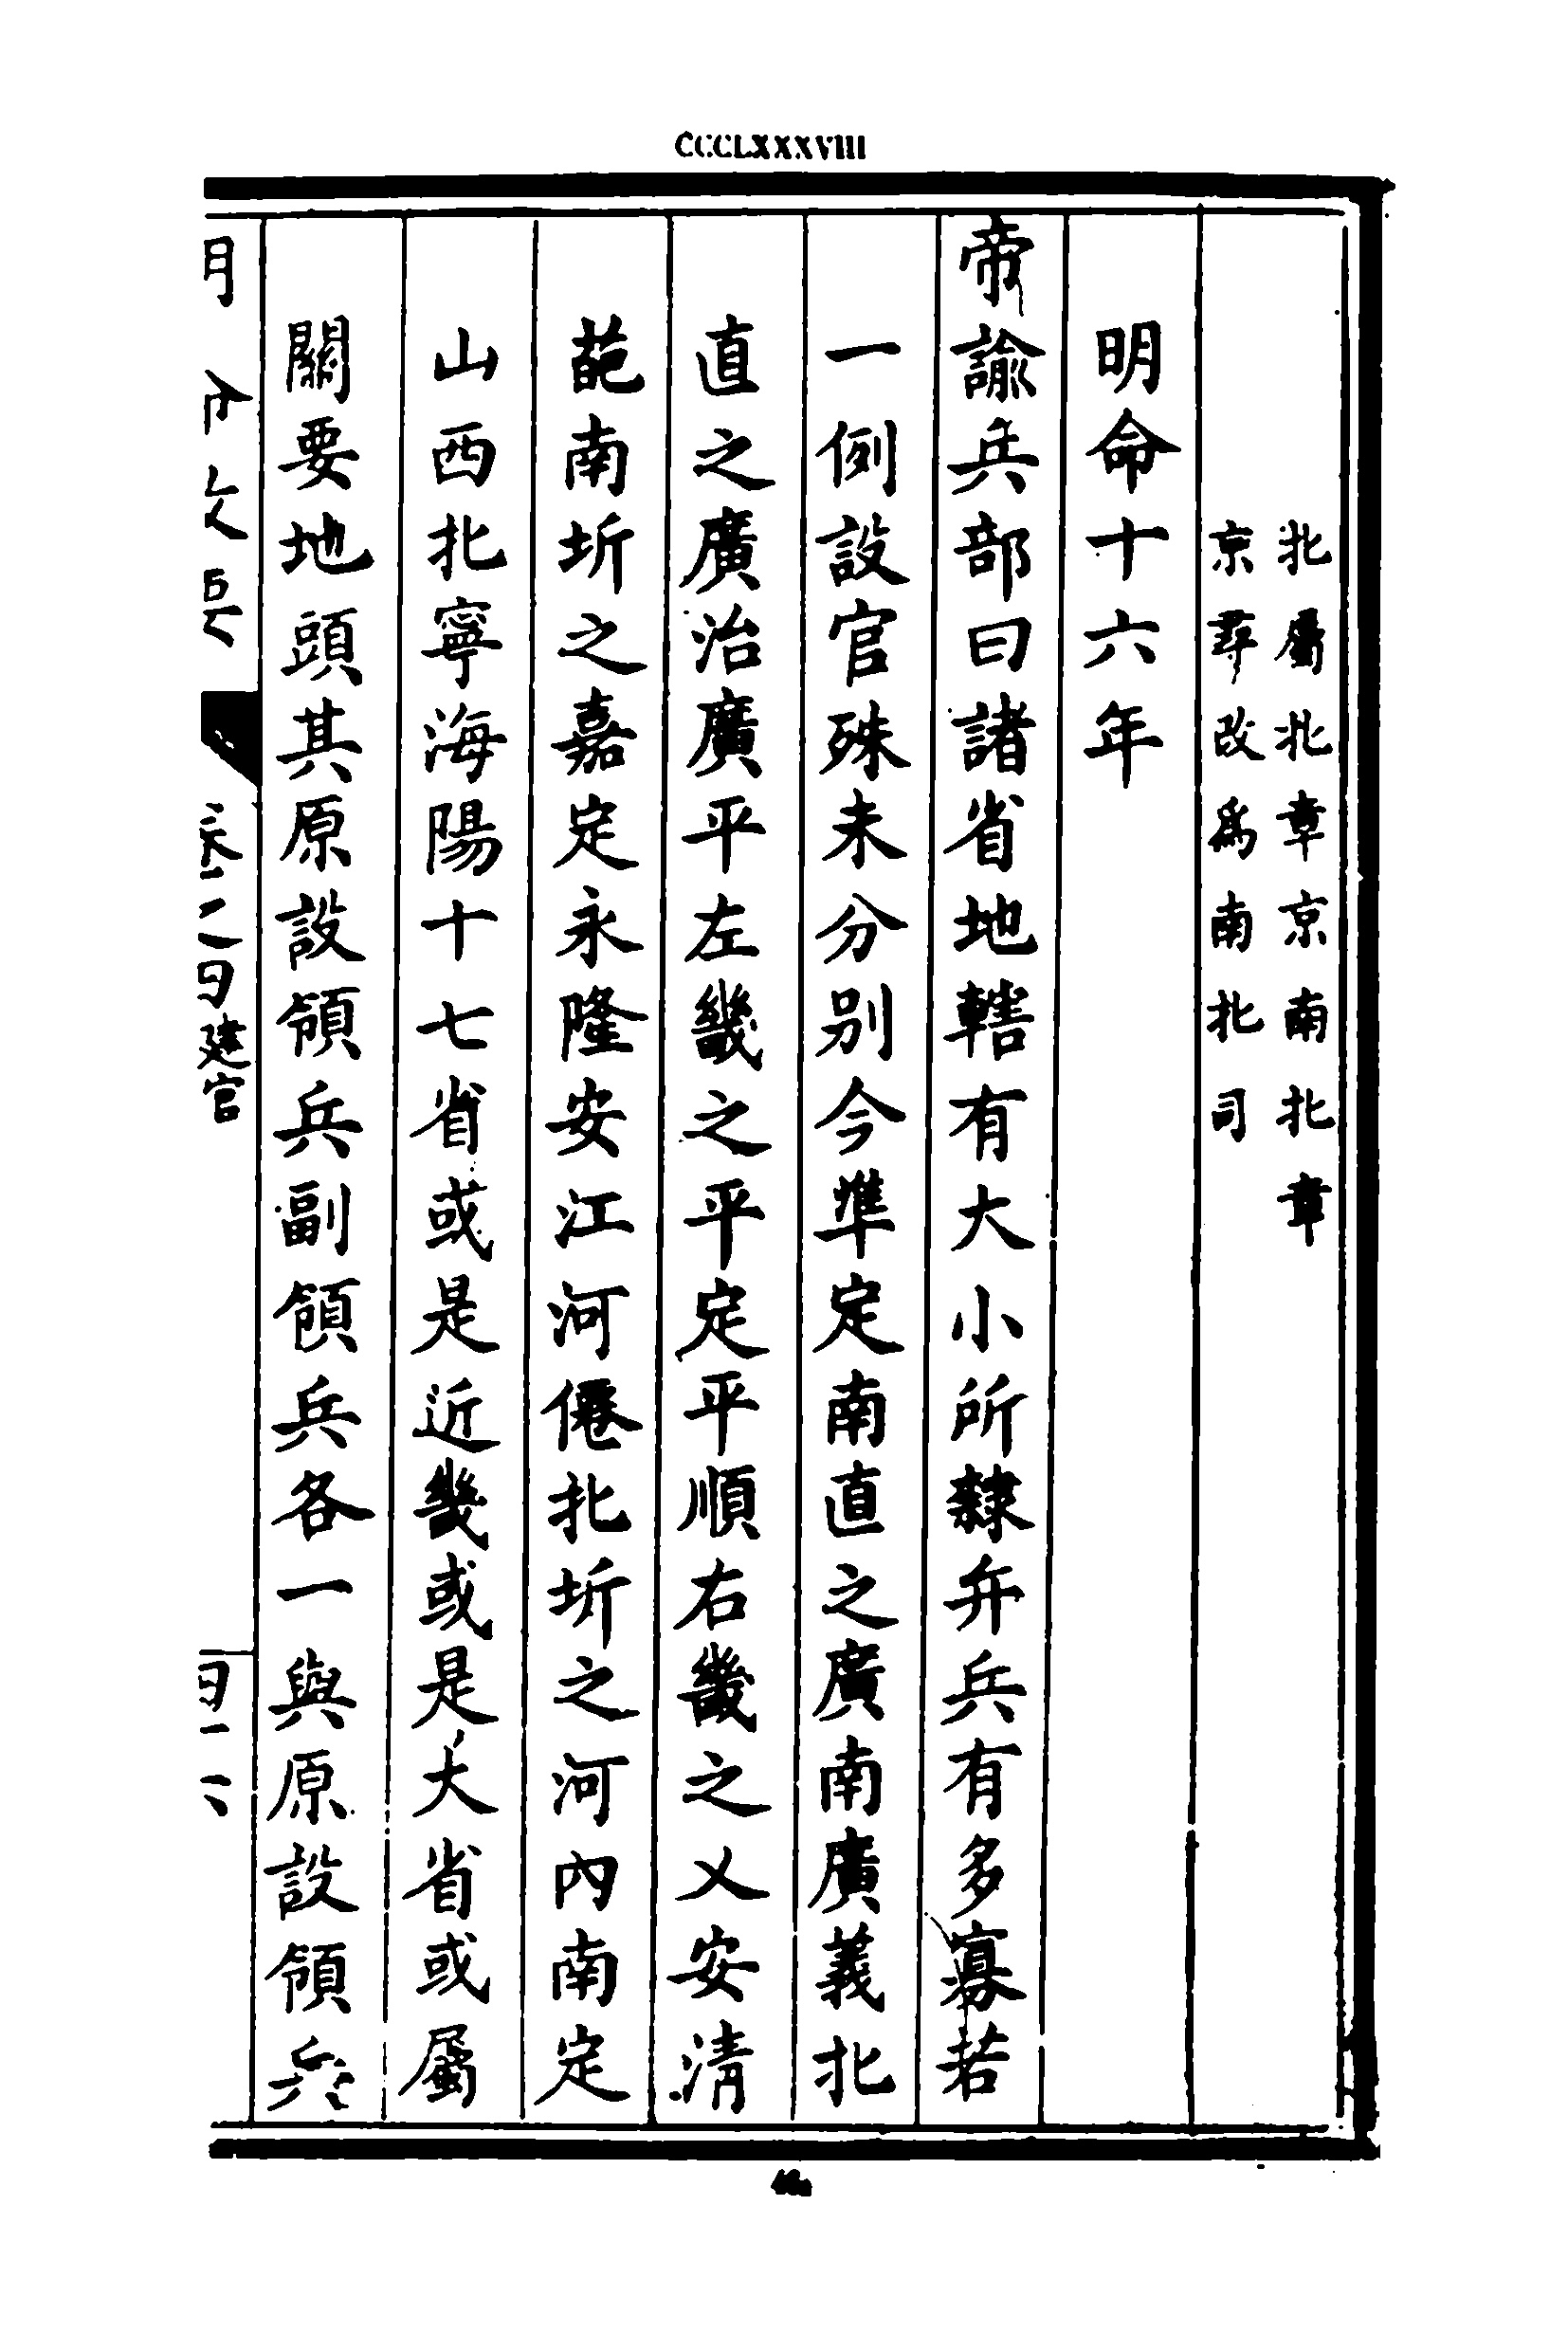 CCCCLXXXVIII
北屬北章京南北章
京尋改為南北司
明命十六年
帝諭兵部曰諸省地轄有大小所隸弁兵有多寡若
一例設官殊未分別今準定南直之廣南廣義北
直之廣治廣平左畿之平定平順右畿之乂安清
葩南圻之嘉定永隆安江河僊北圻之河內南定
山西北寧海陽十七省或是近畿或是大省或屬
關要地頭其原設領兵副領兵各一與原設領兵
建官